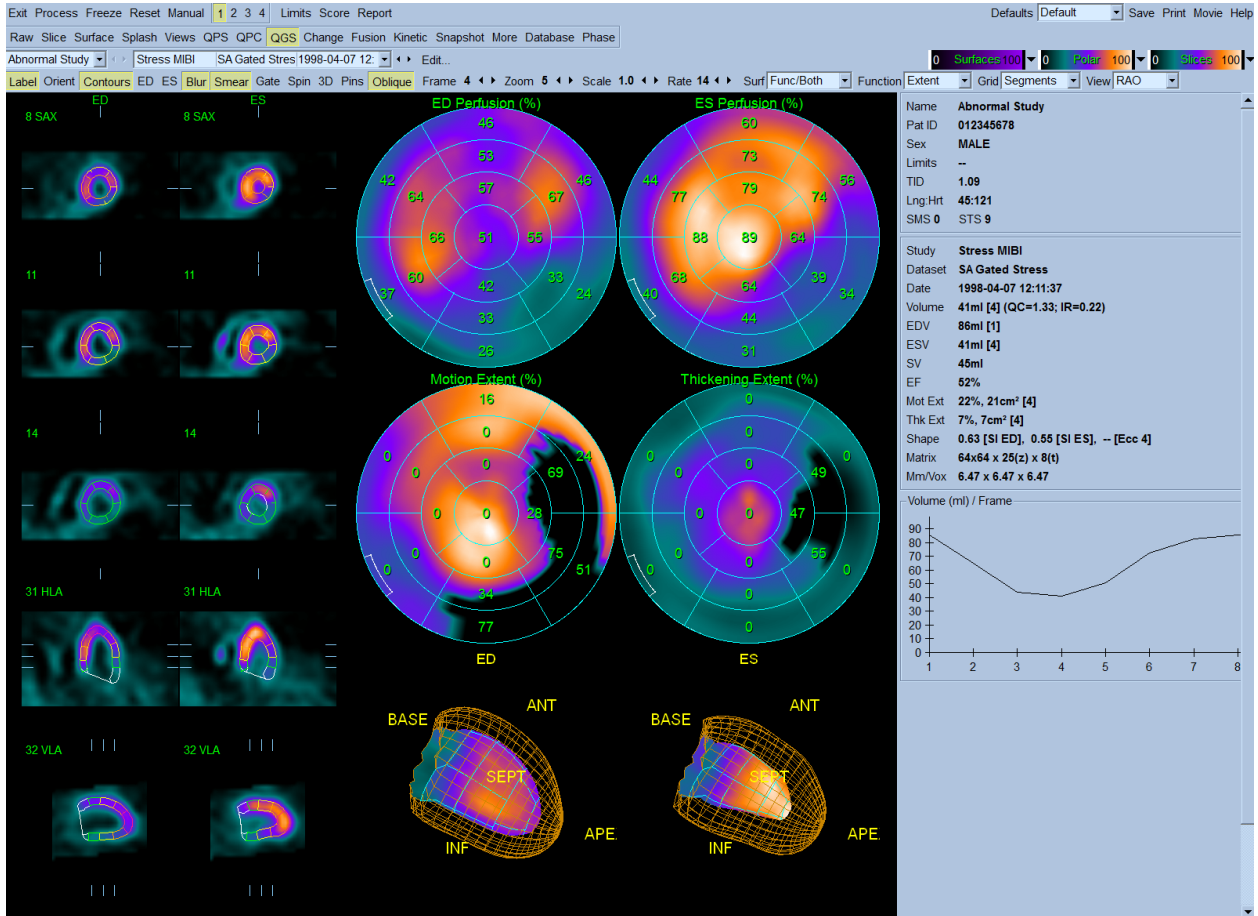 Exit Process Freeze Reset Manual 1 2 3 4 Limits Score Report Defaults Default Save Print Movie Help
Raw Slice Surface Splash Views QPS QPC QGS Change Fusion Kinetic Snapshot More Database Phase
Abnormal Study Stress MIBI SA Gated Stres 1998-04-07 12: Edit... 0 Surfaces 100 0 Polar 100 0 Slices 100
Label Orient Contours ED ES Blur Smear Gate Spin 3D Pins Oblique Frame 4 Zoom 5 Scale 1.0 Rate 14 Surf Func/Both Function Extent Grid Segments View RAO
ED ES
8 SAX 8 SAX
11 11
14 14
31 HLA 31 HLA
32 VLA 32 VLA
ED Perfusion (%)
46
53
42 64 57 67 46
66 51 55
37 60 42 33 24
33
26
ES Perfusion (%)
60
73
44 77 79 74 56
88 89 64
40 68 64 39 34
44
31
Motion Extent (%)
16
0
0 0 0 69 24
0 0 28
0 0 0 75 51
34
77
Thickening Extent (%)
0
0
0 0 0 49 0
0 0 47
0 0 0 55 0
0
0
ED
BASE ANT
SEPT
INF APE
ES
BASE ANT
SEPT
INF APE
Name Abnormal Study
Pat ID 012345678
Sex MALE
Limits --
TID 1.09
Lng:Hrt 45:121
SMS 0 STS 9
Study Stress MIBI
Dataset SA Gated Stress
Date 1998-04-07 12:11:37
Volume 41ml [4] (QC=1.33; IR=0.22)
EDV 86ml [1]
ESV 41ml [4]
SV 45ml
EF 52%
Mot Ext 22%, 21cm² [4]
Thk Ext 7%, 7cm² [4]
Shape 0.63 [SI ED], 0.55 [SI ES], -- [Ecc 4]
Matrix 64x64 x 25(z) x 8(t)
Mm/Vox 6.47 x 6.47 x 6.47
Volume (ml) / Frame
90
80
70
60
50
40
30
20
10
0
1 2 3 4 5 6 7 8